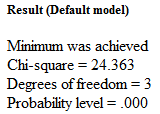 Result (Default model)
Minimum was achieved
Chi-square = 24.363
Degrees of freedom = 3
Probability level = .000